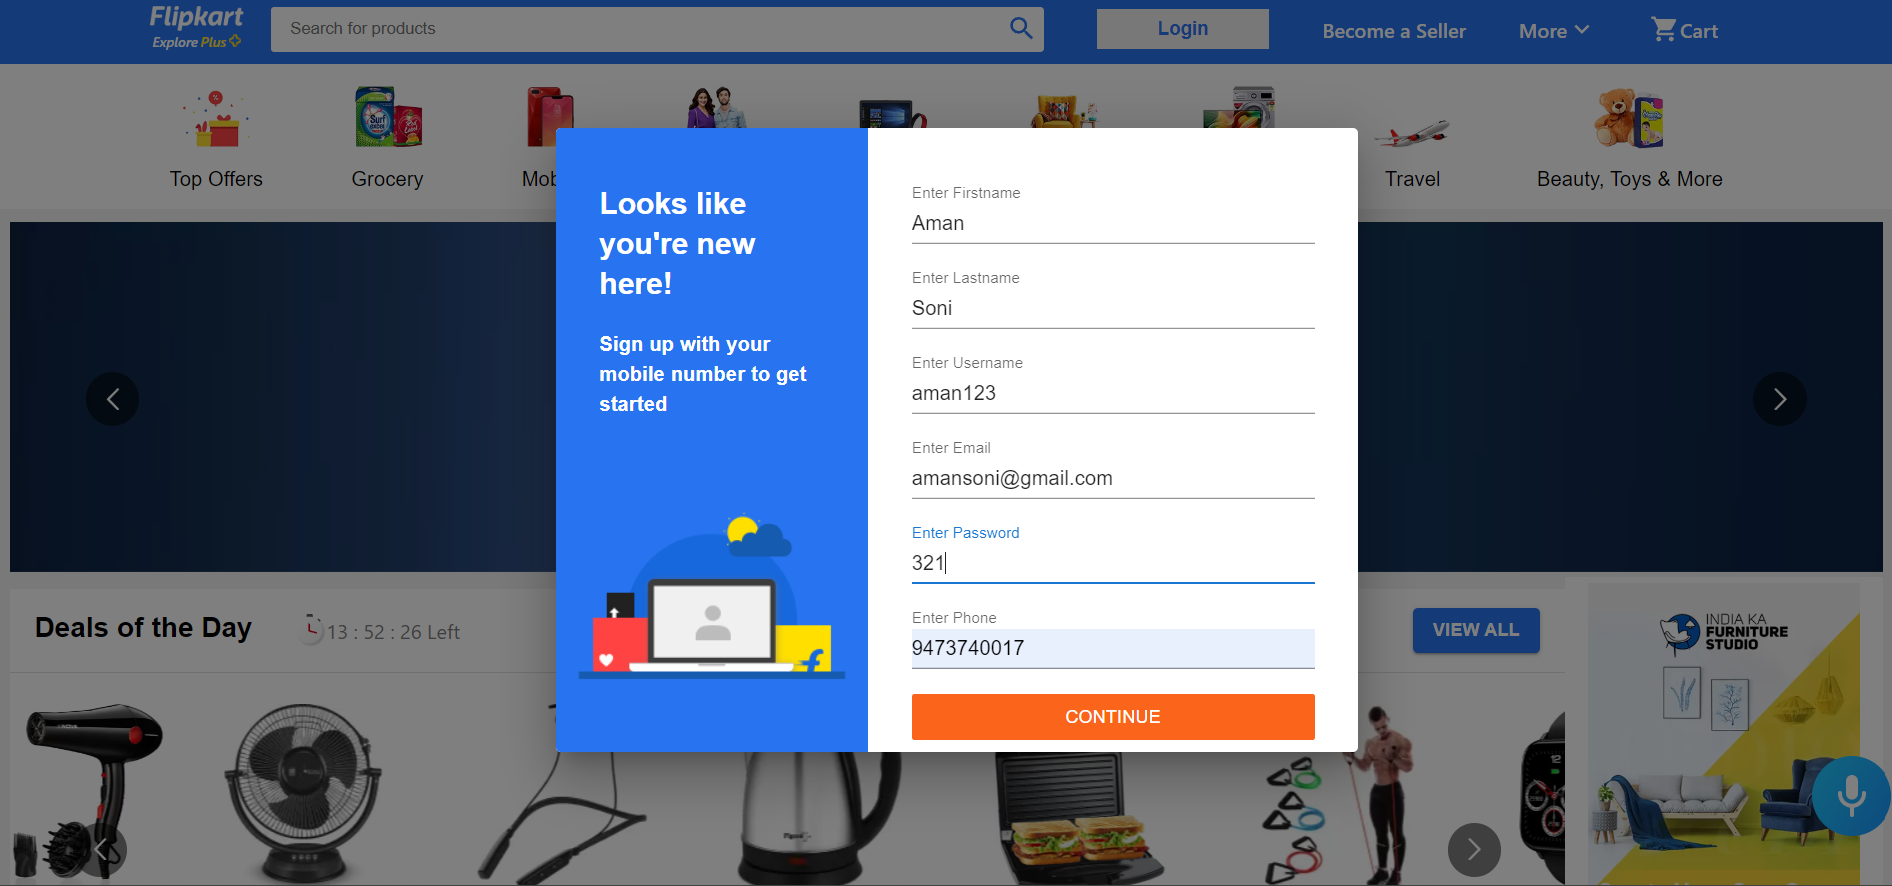 Flipkart
Explore Plus
Search for products
Login
Become a Seller
More
Cart
Top Offers
Grocery
Mob
Travel
Beauty, Toys & More
Looks like
you're new
here!
Sign up with your
mobile number to get
started
Enter Firstname
Aman
Enter Lastname
Soni
Enter Username
aman123
Enter Email
amansoni@gmail.com
Enter Password
321
Enter Phone
9473740017
CONTINUE
Deals of the Day
13 : 52 : 26 Left
VIEW ALL
INDIA KA
FURNITURE
STUDIO
Surf
excel